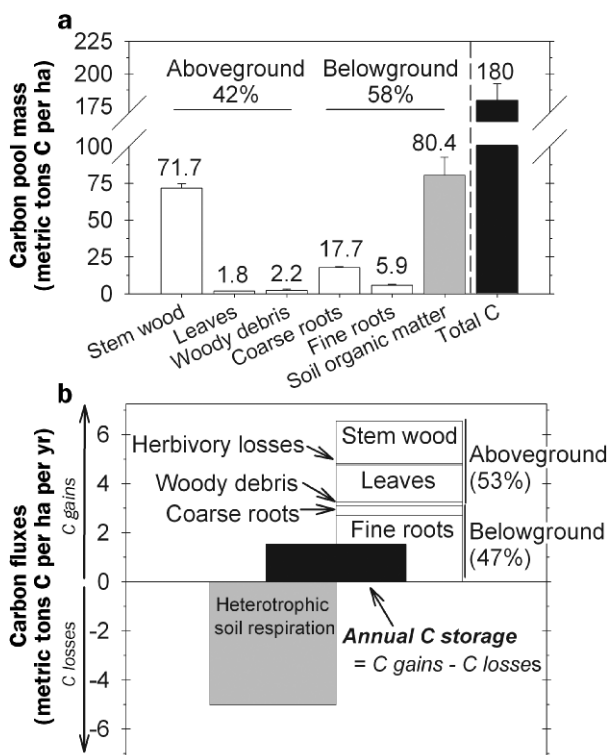 a
Carbon pool mass
(metric tons C per ha)
225
200
175
100
75
50
25
0
Aboveground
42%
Belowground
58%
180
71.7
1.8
2.2
17.7
5.9
80.4
Stem wood
Leaves
Woody debris
Coarse roots
Fine roots
Soil organic matter
Total C
b
Carbon fluxes
(metric tons C per ha per yr)
C gains
C losses
6
4
2
0
-2
-4
-6
Herbivory losses
Woody debris
Coarse roots
Stem wood
Leaves
Fine roots
Aboveground
(53%)
Belowground
(47%)
Heterotrophic
soil respiration
Annual C storage
= C gains - C losses